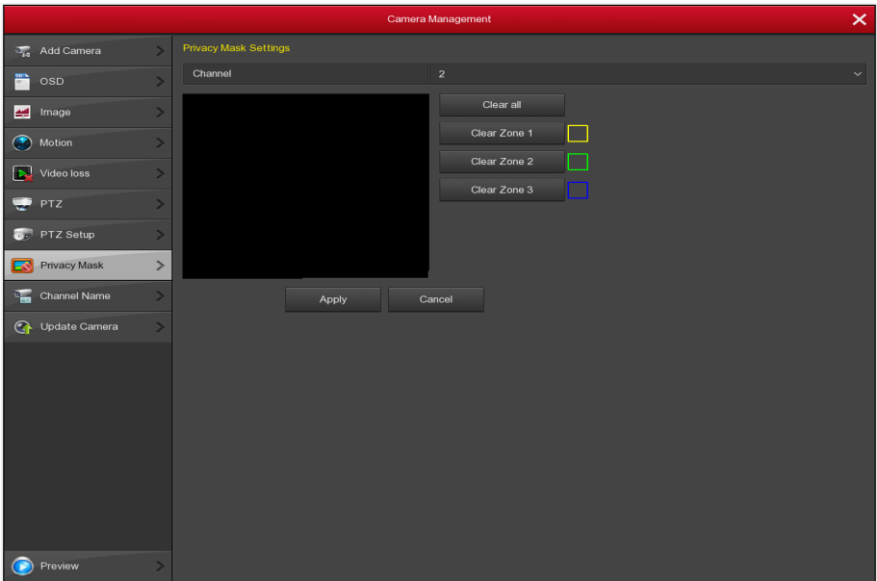 Camera Management
Add Camera
OSD
Image
Motion
Video loss
PTZ
PTZ Setup
Privacy Mask
Channel Name
Update Camera
Preview
Privacy Mask Settings
Channel 2
Clear all
Clear Zone 1
Clear Zone 2
Clear Zone 3
Apply Cancel